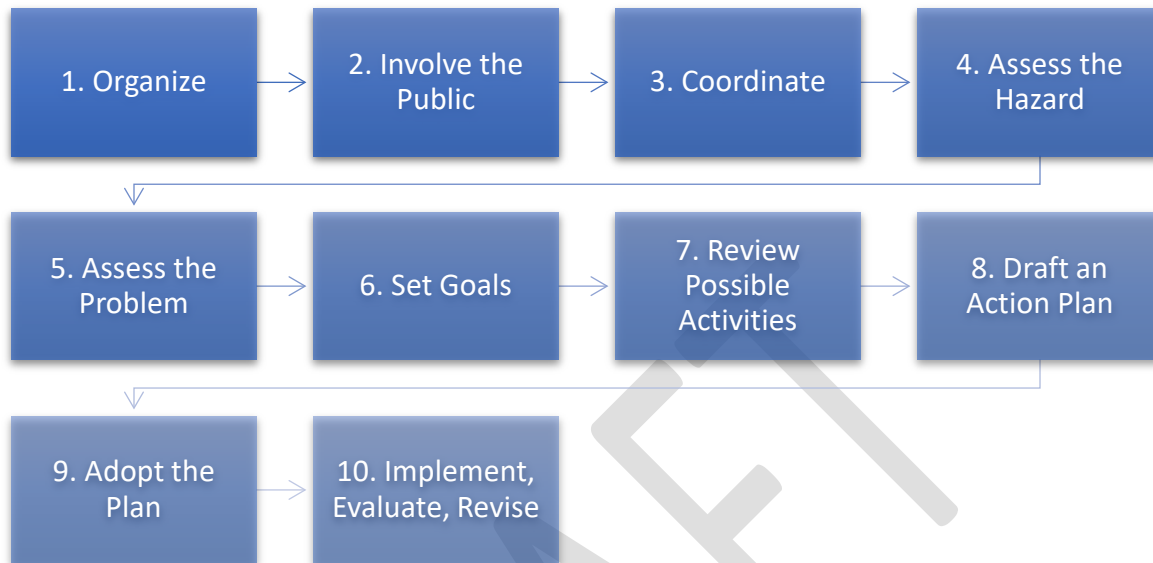 1. Organize
2. Involve the
Public
3. Coordinate
4. Assess the
Hazard
5. Assess the
Problem
6. Set Goals
7. Review
Possible
Activities
8. Draft an
Action Plan
9. Adopt the
Plan
10. Implement,
Evaluate, Revise